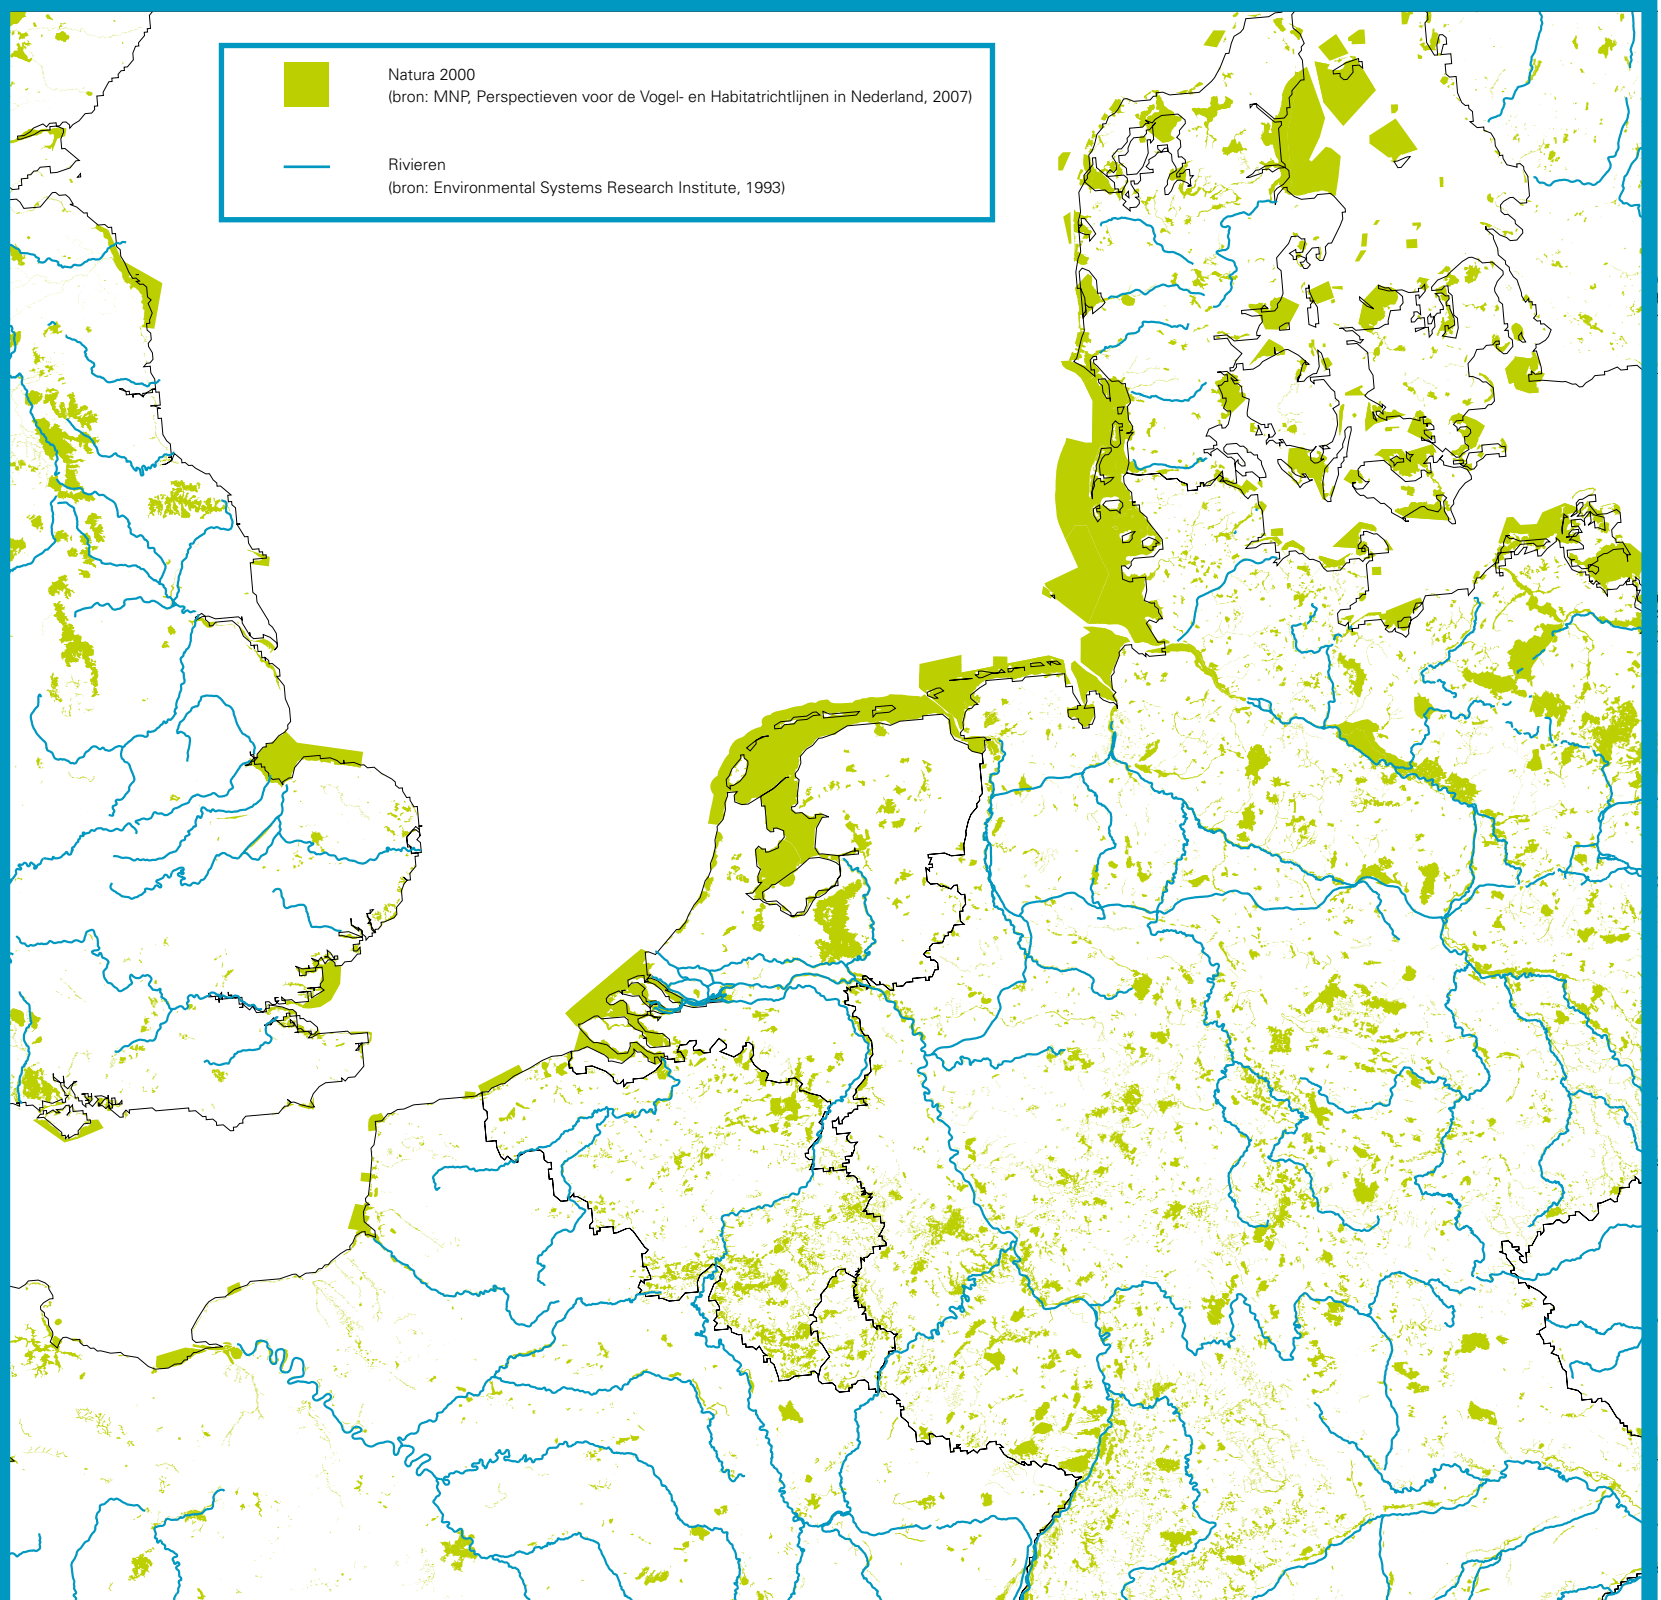 Natura 2000
(bron: MNP, Perspectieven voor de Vogel- en Habitatrichtlijnen in Nederland, 2007)
Rivieren
(bron: Environmental Systems Research Institute, 1993)